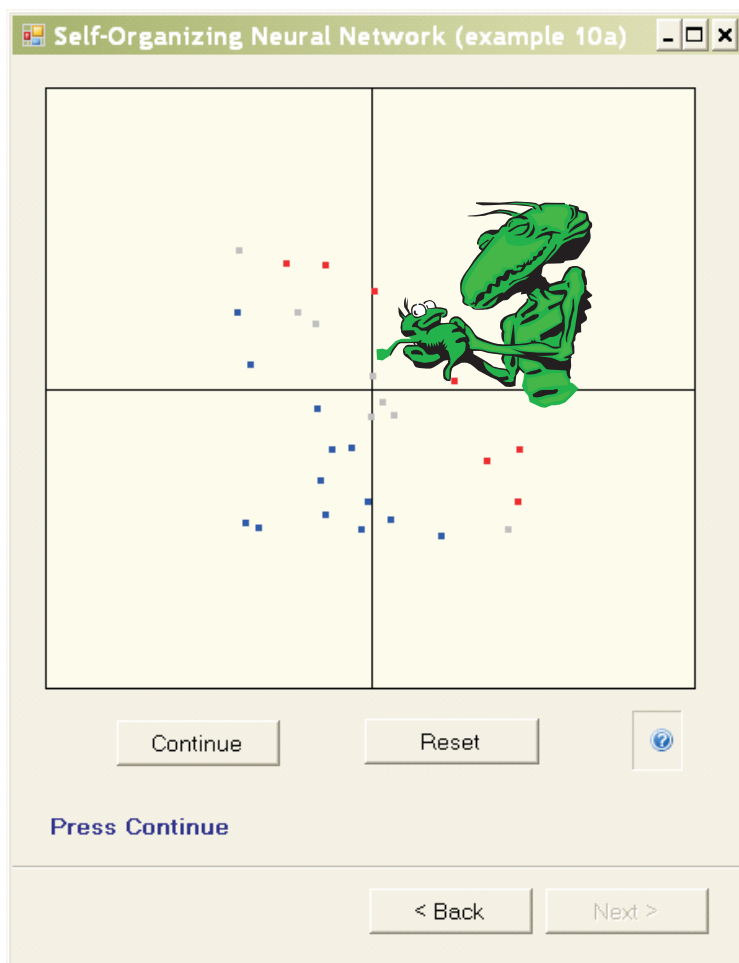 Self-Organizing Neural Network (example 10a)
Continue
Reset
Press Continue
< Back
Next >